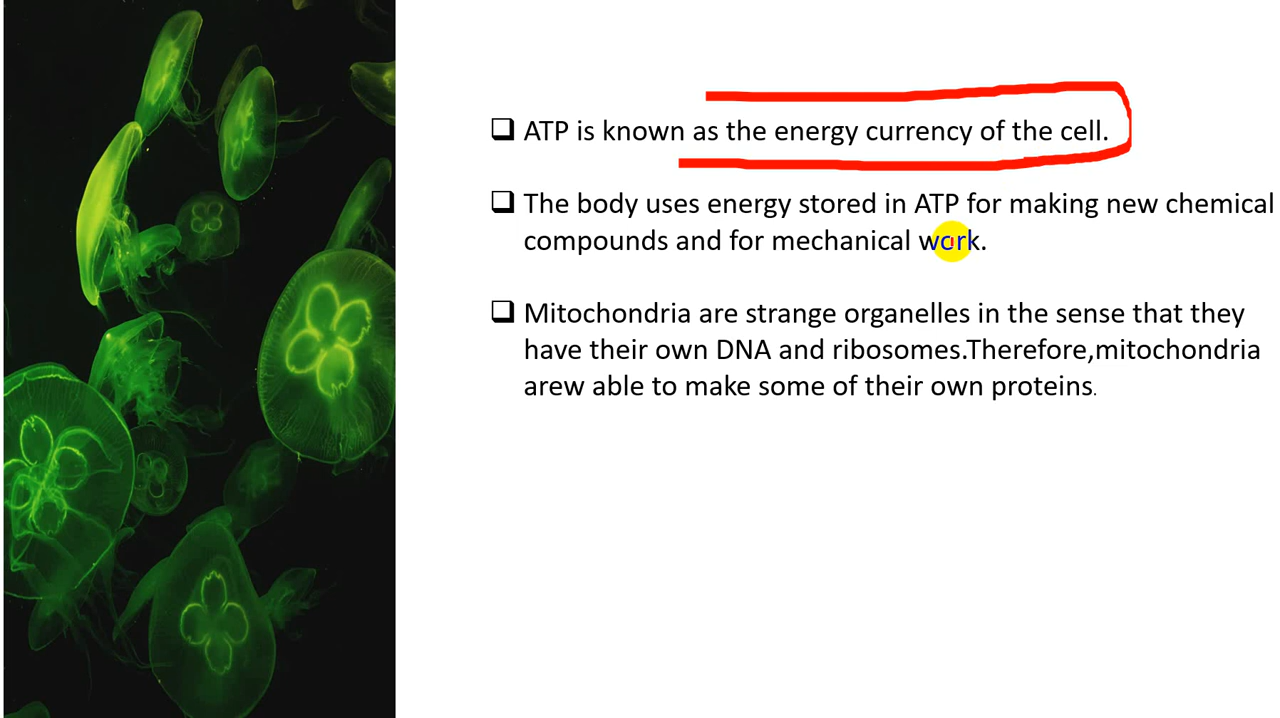 ATP is known as the energy currency of the cell.
The body uses energy stored in ATP for making new chemical
compounds and for mechanical work.
Mitochondria are strange organelles in the sense that they
have their own DNA and ribosomes.Therefore,mitochondria
arew able to make some of their own proteins.